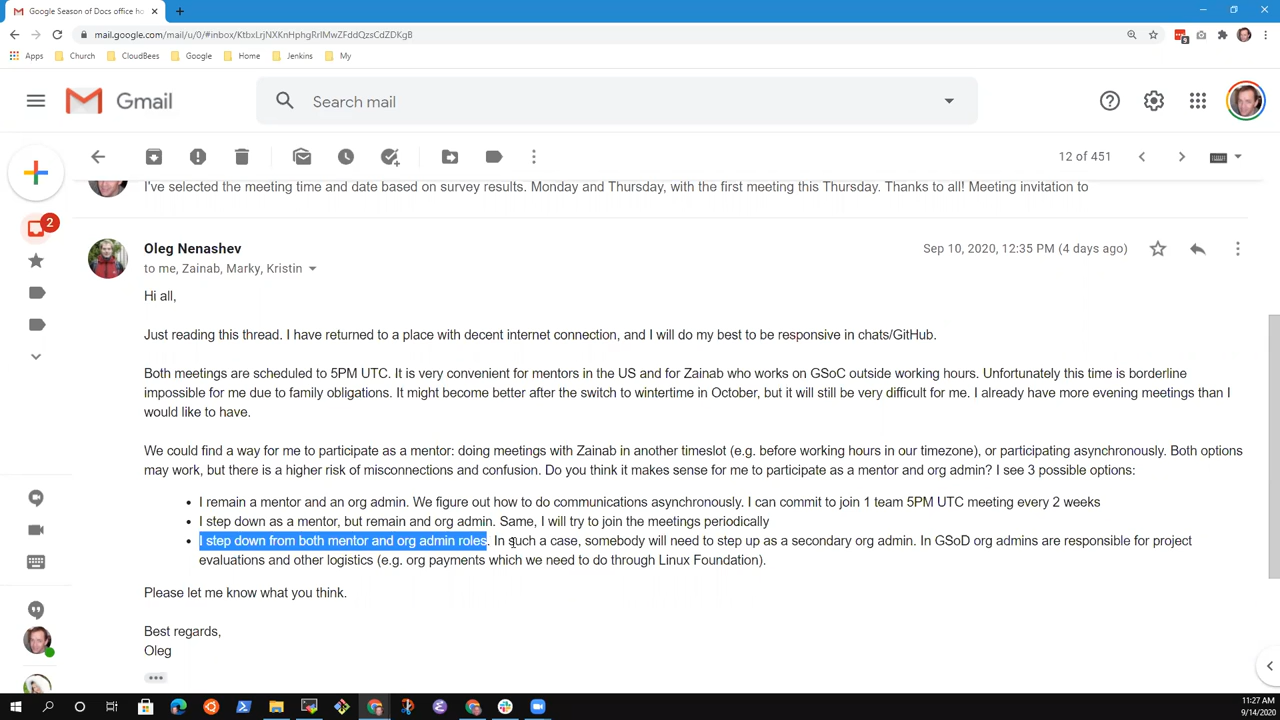 Google Season of Docs office ho
mail.google.com/mail/u/0/#inbox/KtbxLrjNXKnHphgRrlMwZFddQzsCdZDKgB
Apps Church CloudBees Google Home Jenkins My
Gmail
Search mail
12 of 451
2
I've selected the meeting time and date based on survey results. Monday and Thursday, with the first meeting this Thursday. Thanks to all! Meeting invitation to
Oleg Nenashev
Sep 10, 2020, 12:35 PM (4 days ago)
to me, Zainab, Marky, Kristin
Hi all,
Just reading this thread. I have returned to a place with decent internet connection, and I will do my best to be responsive in chats/GitHub.
Both meetings are scheduled to 5PM UTC. It is very convenient for mentors in the US and for Zainab who works on GSoC outside working hours. Unfortunately this time is borderline
impossible for me due to family obligations. It might become better after the switch to wintertime in October, but it will still be very difficult for me. I already have more evening meetings than I
would like to have.
We could find a way for me to participate as a mentor: doing meetings with Zainab in another timeslot (e.g. before working hours in our timezone), or participating asynchronously. Both options
may work, but there is a higher risk of misconnections and confusion. Do you think it makes sense for me to participate as a mentor and org admin? I see 3 possible options:
• I remain a mentor and an org admin. We figure out how to do communications asynchronously. I can commit to join 1 team 5PM UTC meeting every 2 weeks
• I step down as a mentor, but remain and org admin. Same, I will try to join the meetings periodically
• I step down from both mentor and org admin roles. In such a case, somebody will need to step up as a secondary org admin. In GSoD org admins are responsible for project
evaluations and other logistics (e.g. org payments which we need to do through Linux Foundation).
Please let me know what you think.
Best regards,
Oleg
11:27 AM
9/14/2020